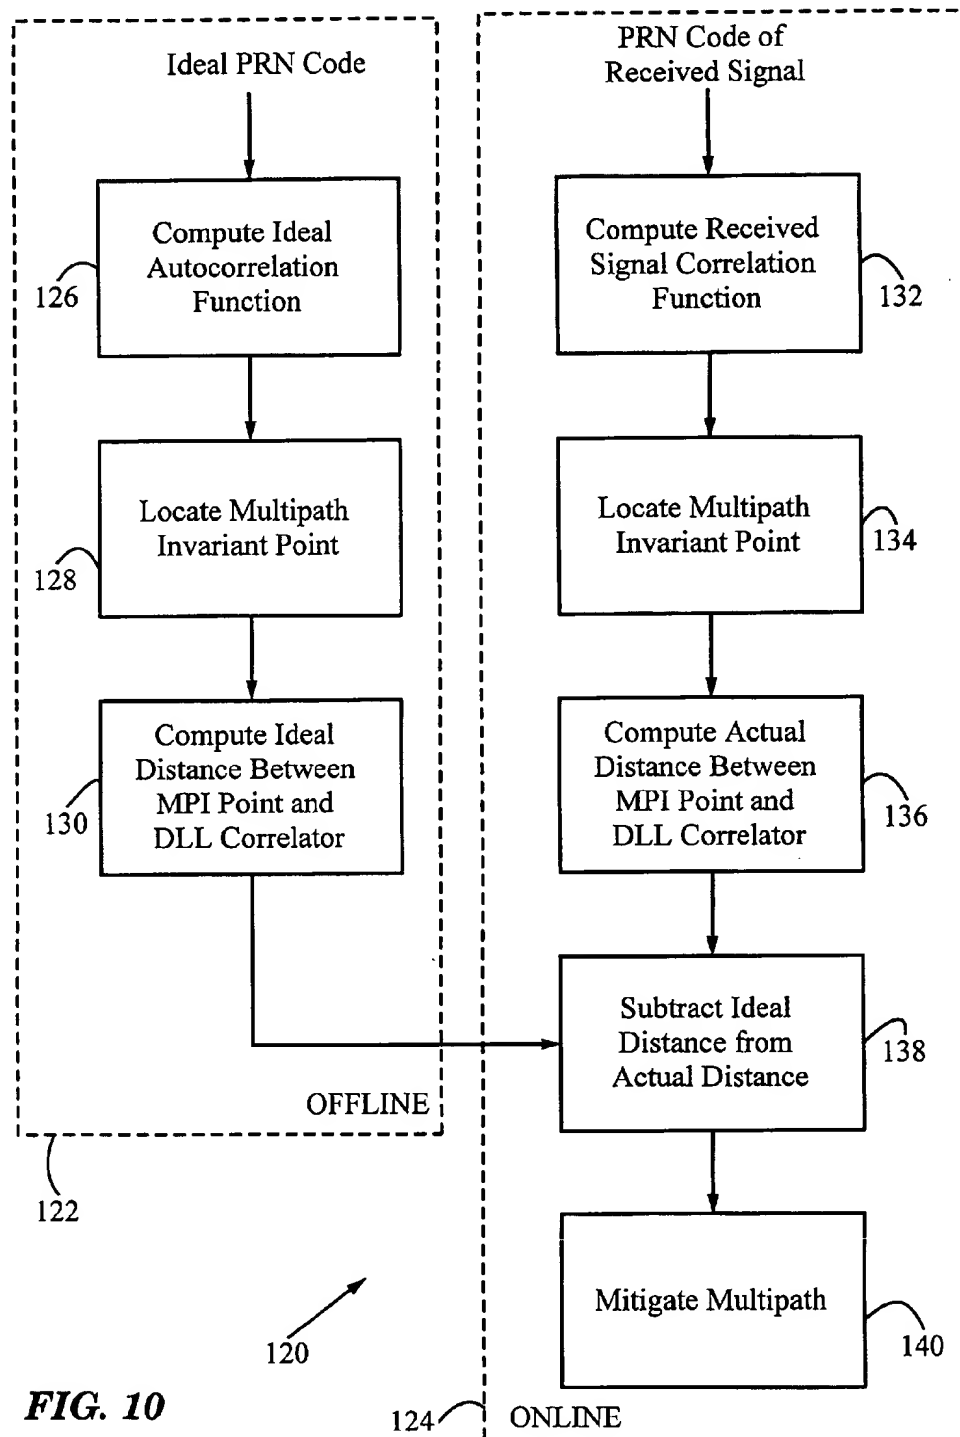 Ideal PRN Code
Compute Ideal
Autocorrelation
Function
126
Locate Multipath
Invariant Point
128
Compute Ideal
Distance Between
MPI Point and
DLL Correlator
130
OFFLINE
122
PRN Code of
Received Signal
Compute Received
Signal Correlation
Function
132
Locate Multipath
Invariant Point
134
Compute Actual
Distance Between
MPI Point and
DLL Correlator
136
Subtract Ideal
Distance from
Actual Distance
138
Mitigate Multipath
140
120
FIG. 10
124
ONLINE